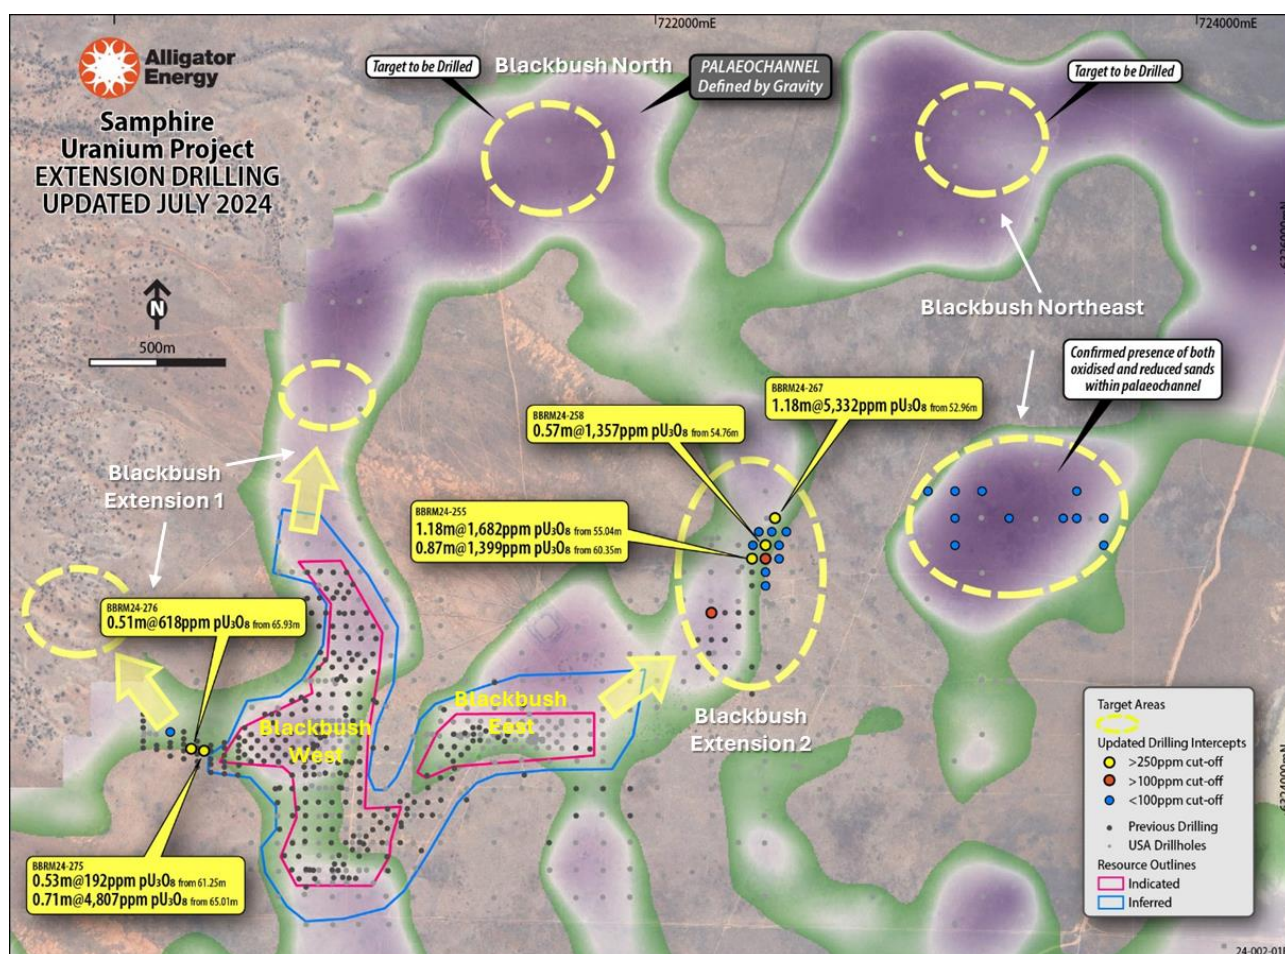 722000mE
724000mE
Alligator
Energy
Samphire
Uranium Project
EXTENSION DRILLING
UPDATED JULY 2024
N
500m
Target to be Drilled
Blackbush North
PALAEOCHANNEL
Defined by Gravity
Target to be Drilled
Blackbush Northeast
Confirmed presence of both
oxidised and reduced sands
within palaeochannel
BBRM24-267
1.18m@5,332ppm pU₃O₈ from 52.96m
BBRM24-258
0.57m@1,357ppm pU₃O₈ from 54.76m
BBRM24-255
1.18m@1,682ppm pU₃O₈ from 55.04m
0.87m@1,399ppm pU₃O₈ from 60.35m
Blackbush
Extension 1
BBRM24-276
0.51m@618ppm pU₃O₈ from 65.93m
Blackbush
West
Blackbush
East
Blackbush
Extension 2
BBRM24-275
0.53m@192ppm pU₃O₈ from 61.25m
0.71m@4,807ppm pU₃O₈ from 65.01m
Target Areas
Updated Drilling Intercepts
>250ppm cut-off
>100ppm cut-off
<100ppm cut-off
Previous Drilling
USA Drillholes
Resource Outlines
Indicated
Inferred